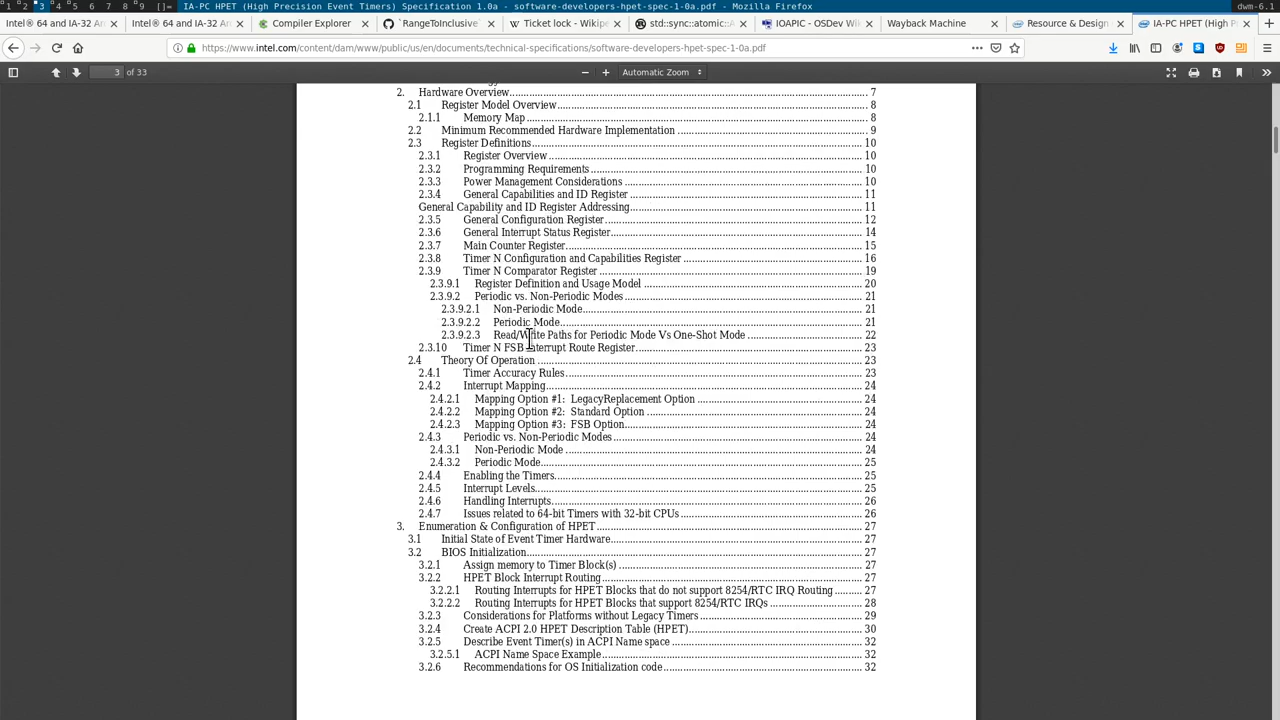 1 2 3 4 5 6 7 8 9 []= IA-PC HPET (High Precision Event Timers) Specification 1.0a - software-developers-hpet-spec-1-0a.pdf - Mozilla Firefox dwm-6.1
Intel® 64 and IA-32 Ar Intel® 64 and IA-32 Ar Compiler Explorer `RangeToInclusive Ticket lock - Wikipe std::sync::atomic::A IOAPIC - OSDev Wi Wayback Machine Resource & Design IA-PC HPET (High P
https://www.intel.com/content/dam/www/public/us/en/documents/technical-specifications/software-developers-hpet-spec-1-0a.pdf
3 of 33 Automatic Zoom
2. Hardware Overview 7
2.1 Register Model Overview 8
2.1.1 Memory Map 8
2.2 Minimum Recommended Hardware Implementation 9
2.3 Register Definitions 10
2.3.1 Register Overview 10
2.3.2 Programming Requirements 10
2.3.3 Power Management Considerations 10
2.3.4 General Capabilities and ID Register 11
General Capability and ID Register Addressing 11
2.3.5 General Configuration Register 12
2.3.6 General Interrupt Status Register 14
2.3.7 Main Counter Register 15
2.3.8 Timer N Configuration and Capabilities Register 16
2.3.9 Timer N Comparator Register 19
2.3.9.1 Register Definition and Usage Model 20
2.3.9.2 Periodic vs. Non-Periodic Modes 21
2.3.9.2.1 Non-Periodic Mode 21
2.3.9.2.2 Periodic Mode 21
2.3.9.2.3 Read/Write Paths for Periodic Mode Vs One-Shot Mode 22
2.3.10 Timer N FSB Interrupt Route Register 23
2.4 Theory Of Operation 23
2.4.1 Timer Accuracy Rules 23
2.4.2 Interrupt Mapping 24
2.4.2.1 Mapping Option #1: LegacyReplacement Option 24
2.4.2.2 Mapping Option #2: Standard Option 24
2.4.2.3 Mapping Option #3: FSB Option 24
2.4.3 Periodic vs. Non-Periodic Modes 24
2.4.3.1 Non-Periodic Mode 24
2.4.3.2 Periodic Mode 25
2.4.4 Enabling the Timers 25
2.4.5 Interrupt Levels 25
2.4.6 Handling Interrupts 26
2.4.7 Issues related to 64-bit Timers with 32-bit CPUs 26
3. Enumeration & Configuration of HPET 27
3.1 Initial State of Event Timer Hardware 27
3.2 BIOS Initialization 27
3.2.1 Assign memory to Timer Block(s) 27
3.2.2 HPET Block Interrupt Routing 27
3.2.2.1 Routing Interrupts for HPET Blocks that do not support 8254/RTC IRQ Routing 27
3.2.2.2 Routing Interrupts for HPET Blocks that support 8254/RTC IRQs 28
3.2.3 Considerations for Platforms without Legacy Timers 29
3.2.4 Create ACPI 2.0 HPET Description Table (HPET) 30
3.2.5 Describe Event Timer(s) in ACPI Name space 32
3.2.5.1 ACPI Name Space Example 32
3.2.6 Recommendations for OS Initialization code 32